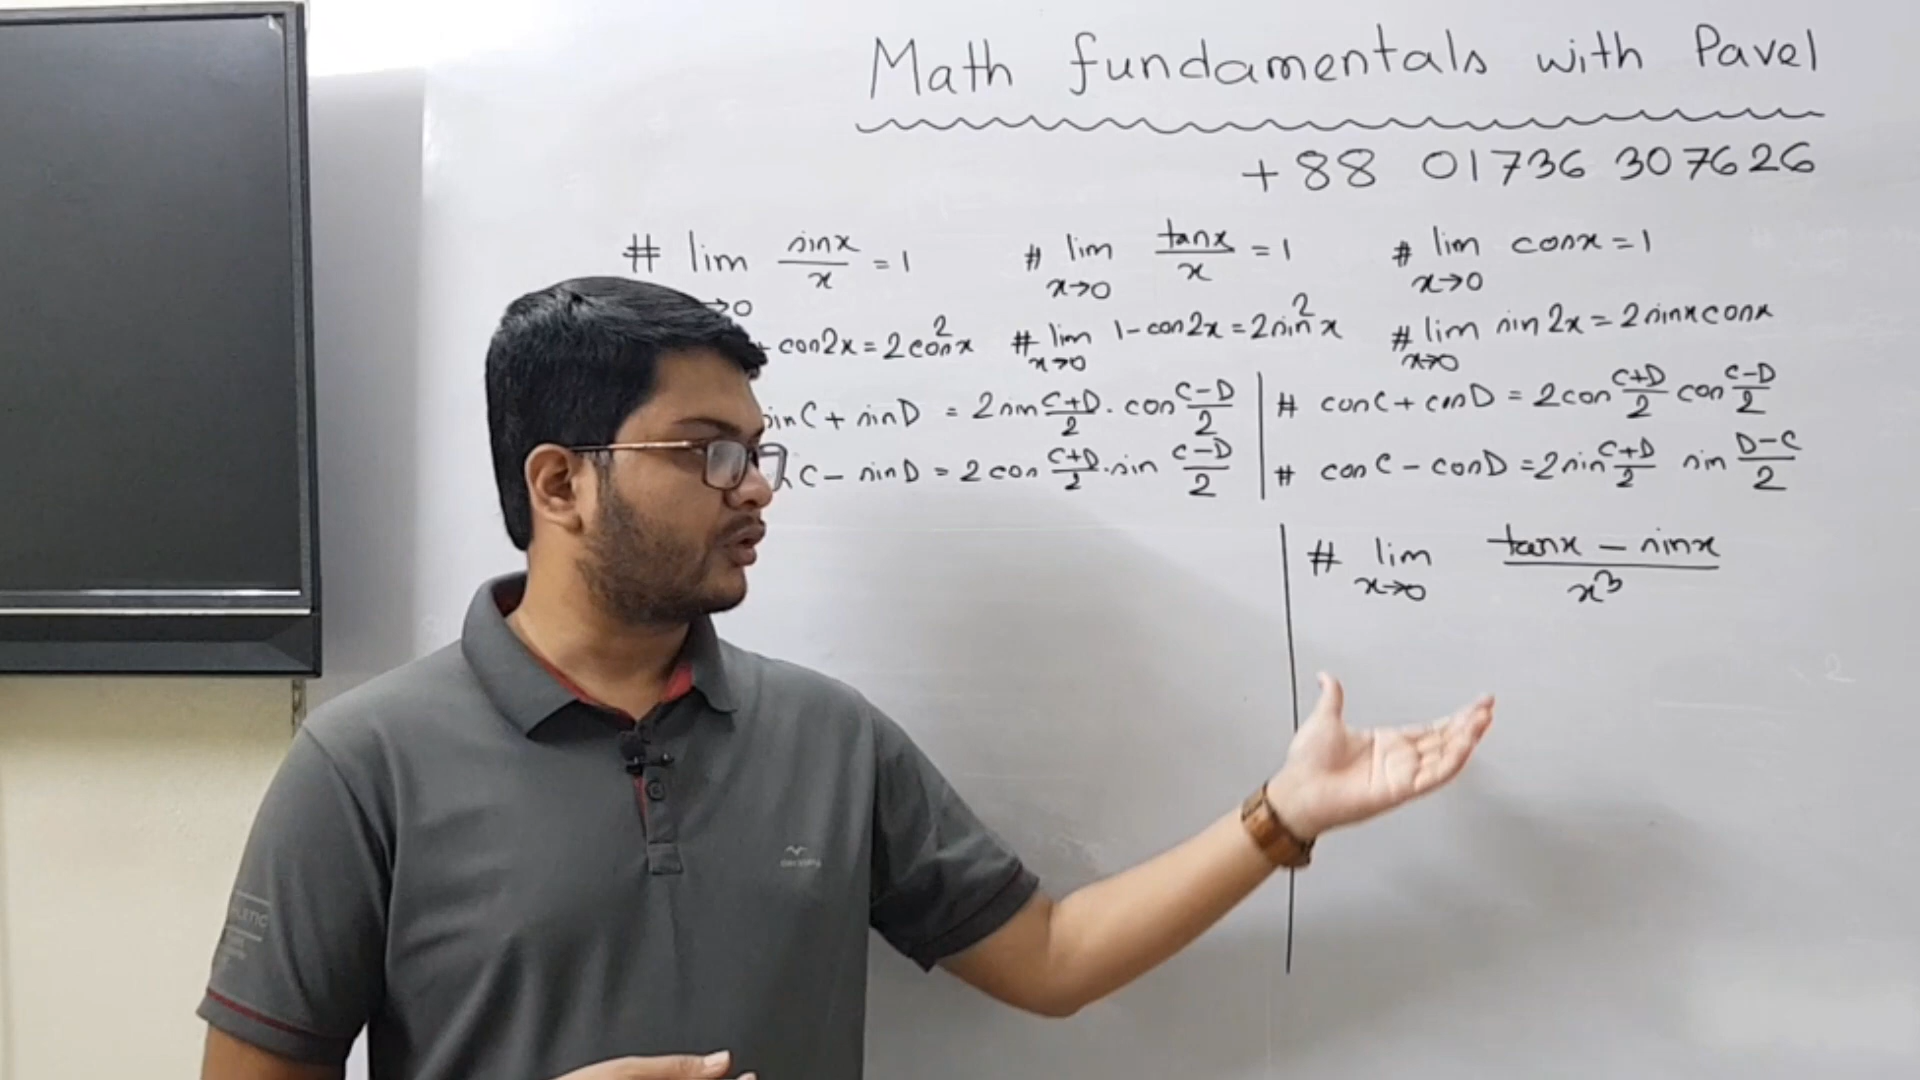 Math fundamentals with Pavel
+88 01736 307626
# lim x→0 sinx/x = 1 # lim x→0 tanx/x = 1 # lim x→0 cosx = 1
cos2x = 2cos²x # lim x→0 1-cos2x = 2sin²x # lim x→0 sin2x = 2sinxcosx
sinC + sinD = 2sin C+D/2 . cos C-D/2 # cosC + cosD = 2cos C+D/2 cos C-D/2
C - sinD = 2cos C+D/2 . sin C-D/2 # cosC - cosD = 2sin C+D/2 sin D-C/2
# lim x→0 tanx - sinx/x³